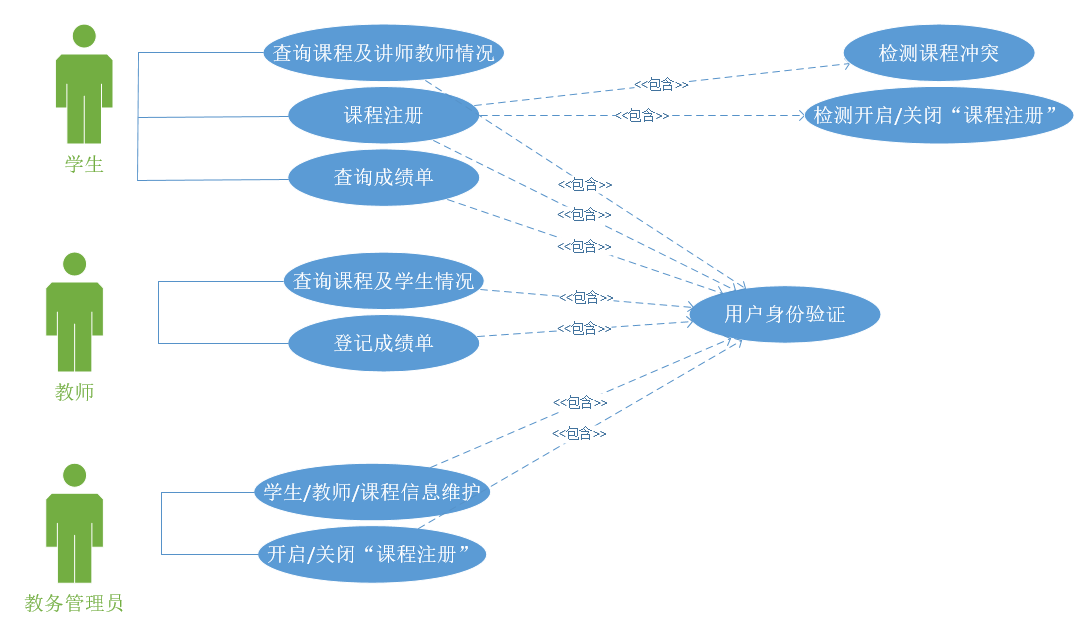 查询课程及讲师教师情况
检测课程冲突
<<包含>>
课程注册
<<包含>>
检测开启/关闭“课程注册”
学生
查询成绩单
<<包含>>
<<包含>>
<<包含>>
查询课程及学生情况
<<包含>>
用户身份验证
<<包含>>
登记成绩单
教师
<<包含>>
<<包含>>
学生/教师/课程信息维护
开启/关闭“课程注册”
教务管理员